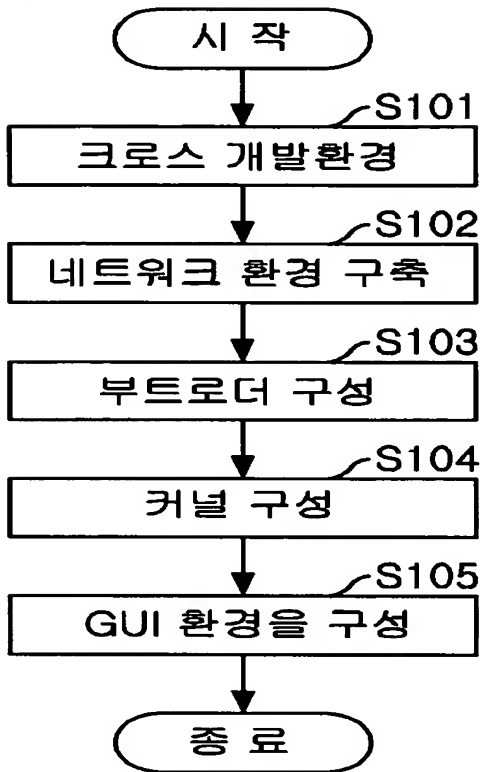 시 작
S101
크로스 개발환경
S102
네트워크 환경 구축
S103
부트로더 구성
S104
커널 구성
S105
GUI 환경을 구성
종 료